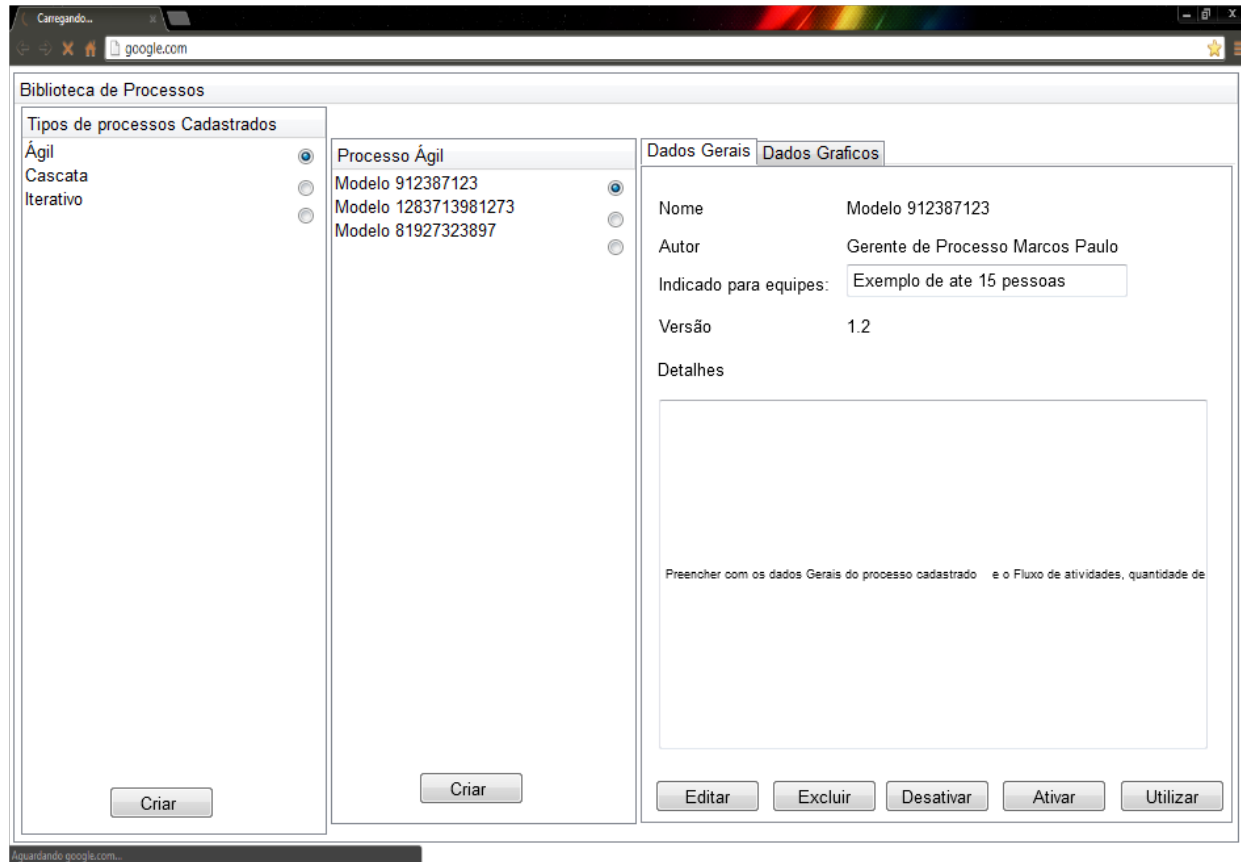 Carregando...
google.com
Biblioteca de Processos
Tipos de processos Cadastrados
Ágil
Cascata
Iterativo
Criar
Processo Ágil
Modelo 912387123
Modelo 1283713981273
Modelo 81927323897
Criar
Dados Gerais Dados Graficos
Nome Modelo 912387123
Autor Gerente de Processo Marcos Paulo
Indicado para equipes: Exemplo de ate 15 pessoas
Versão 1.2
Detalhes
Preencher com os dados Gerais do processo cadastrado e o Fluxo de atividades, quantidade de
Editar Excluir Desativar Ativar Utilizar
Aguardando google.com...